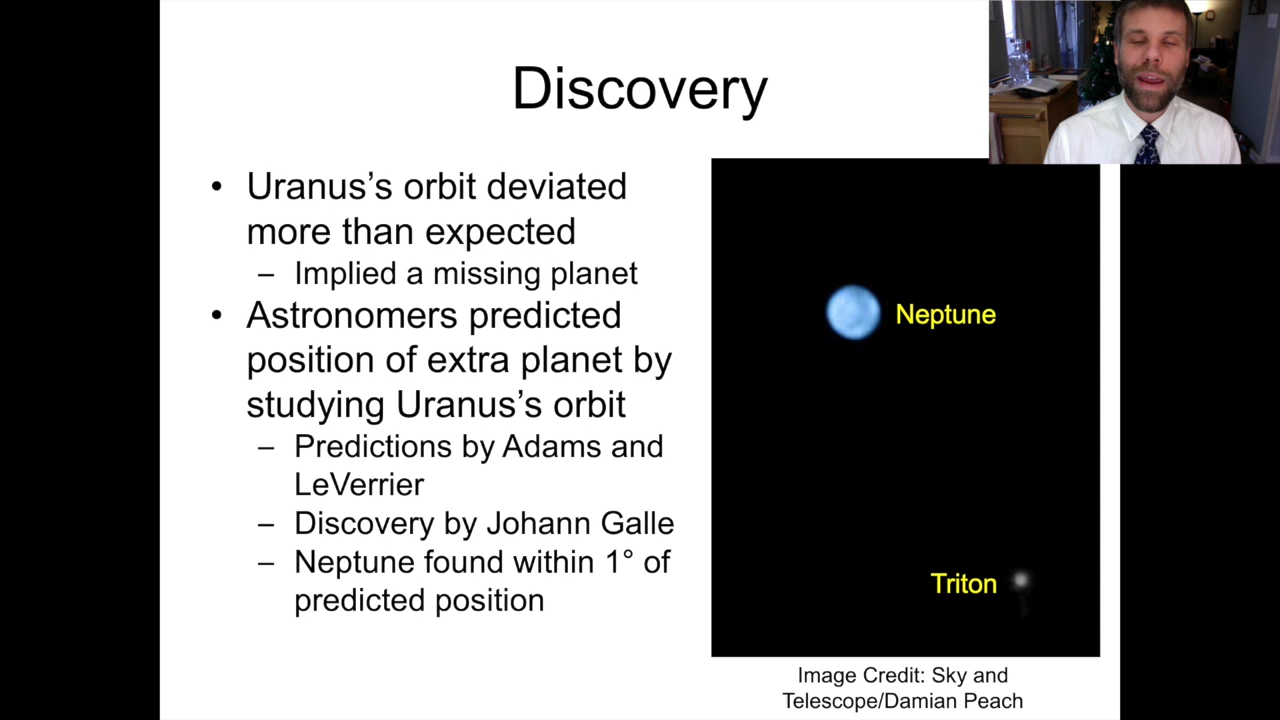 Discovery
• Uranus's orbit deviated
more than expected
– Implied a missing planet
• Astronomers predicted
position of extra planet by
studying Uranus's orbit
– Predictions by Adams and
LeVerrier
– Discovery by Johann Galle
– Neptune found within 1° of
predicted position
Neptune
Triton
Image Credit: Sky and
Telescope/Damian Peach